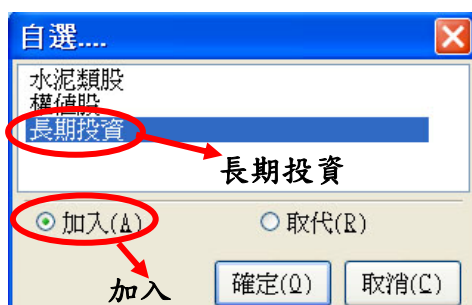 自選....
水泥類股
權值股
長期投資
長期投資
加入(A) 取代(R)
加入 確定(O) 取消(C)